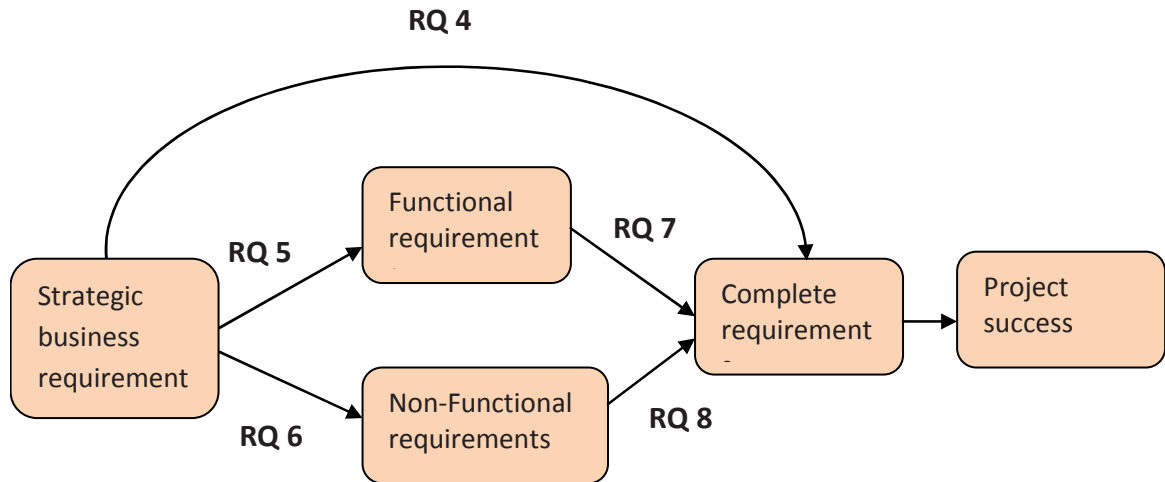 RQ 4
Functional
requirement
RQ 5
RQ 7
Strategic
business
requirement
Complete
requirement
Project
success
RQ 6
Non-Functional
requirements
RQ 8